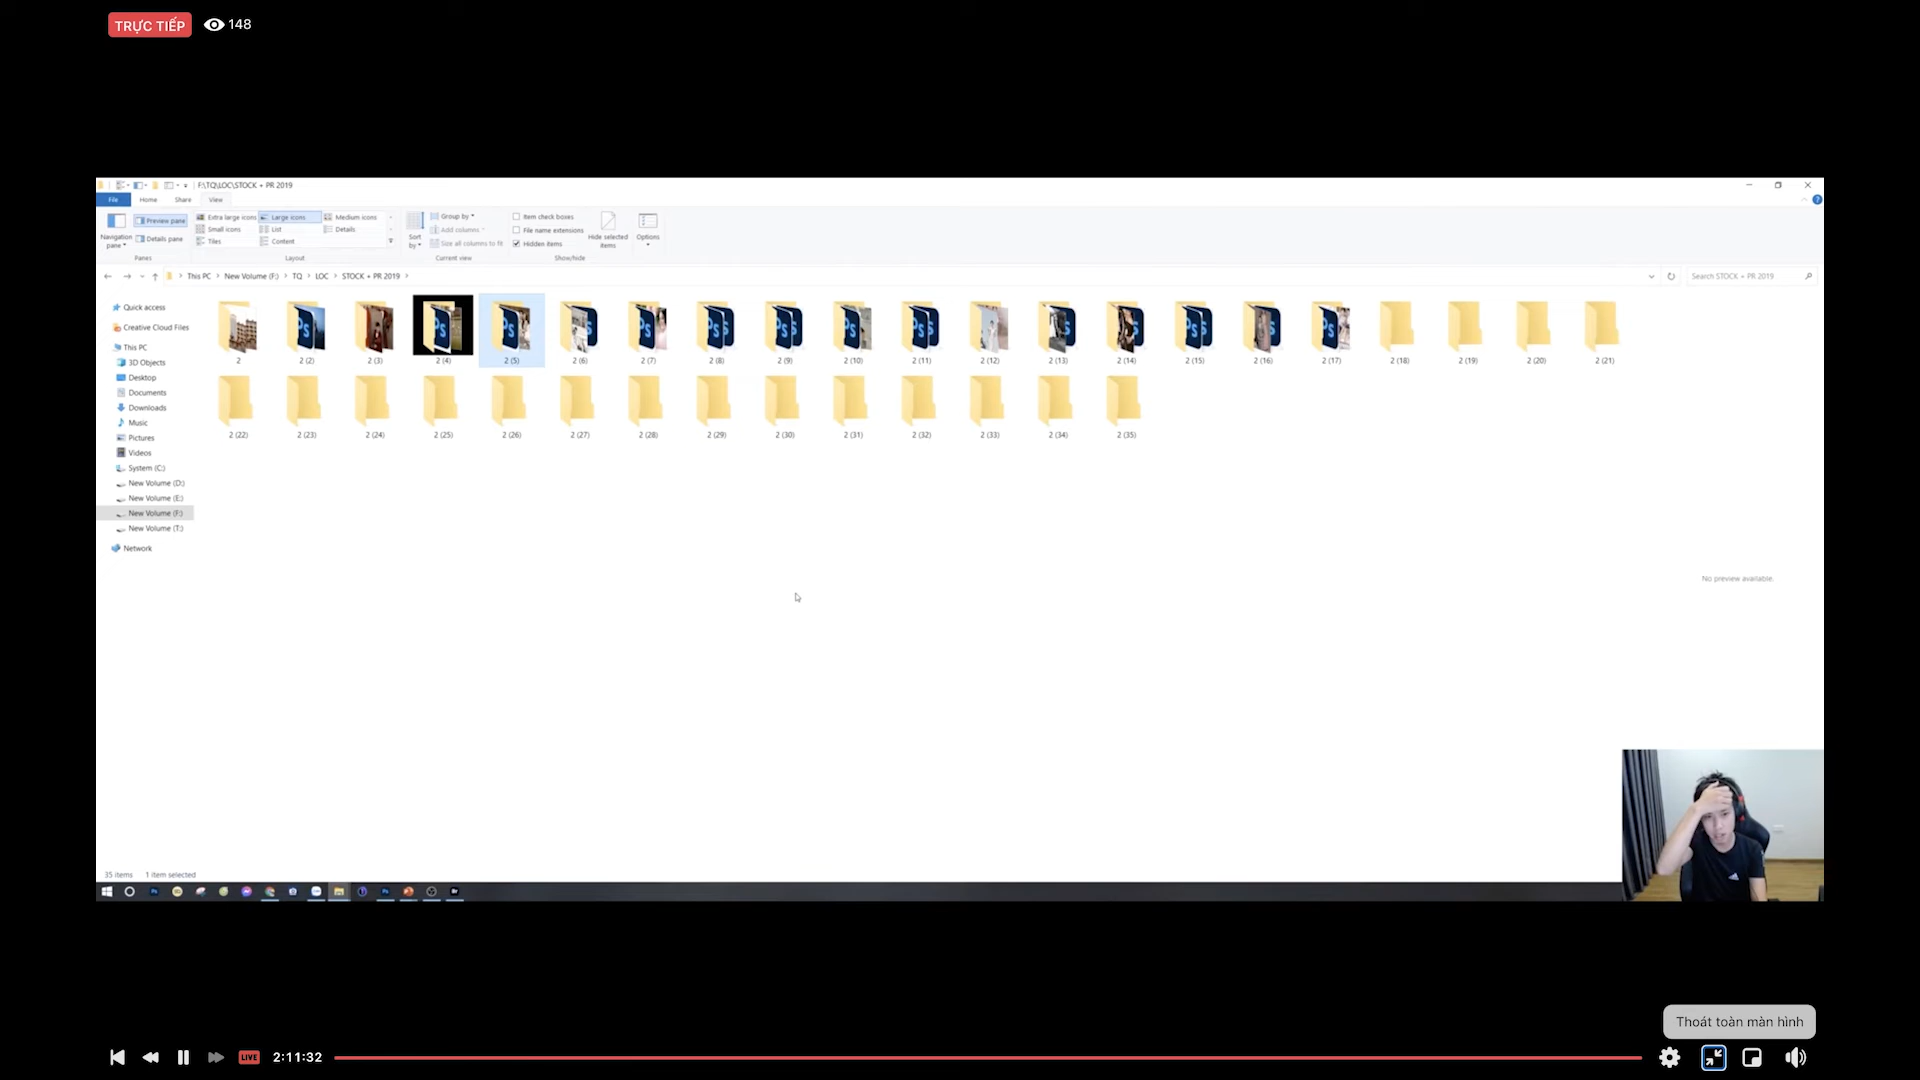 TRỰC TIẾP 148
F:\TQ\LOC\STOCK + PR 2019
File Home Share View
Navigation pane
Preview pane
Details pane
Panes
Extra large icons Large icons Medium icons
Small icons List Details
Tiles Content
Layout
Sort by
Group by
Add columns
Size all columns to fit
Current view
Item check boxes
File name extensions
Hidden items
Hide selected items
Show/hide
Options
This PC > New Volume (F:) > TQ > LOC > STOCK + PR 2019 >
Search STOCK + PR 2019
Quick access
Creative Cloud Files
This PC
3D Objects
Desktop
Documents
Downloads
Music
Pictures
Videos
System (C:)
New Volume (D:)
New Volume (E:)
New Volume (F:)
New Volume (T:)
Network
2 2 (2) 2 (3) 2 (4) 2 (5) 2 (6) 2 (7) 2 (8) 2 (9) 2 (10) 2 (11) 2 (12) 2 (13) 2 (14) 2 (15) 2 (16) 2 (17) 2 (18) 2 (19) 2 (20) 2 (21)
2 (22) 2 (23) 2 (24) 2 (25) 2 (26) 2 (27) 2 (28) 2 (29) 2 (30) 2 (31) 2 (32) 2 (33) 2 (34) 2 (35)
No preview available.
35 items 1 item selected
Thoát toàn màn hình
LIVE 2:11:32